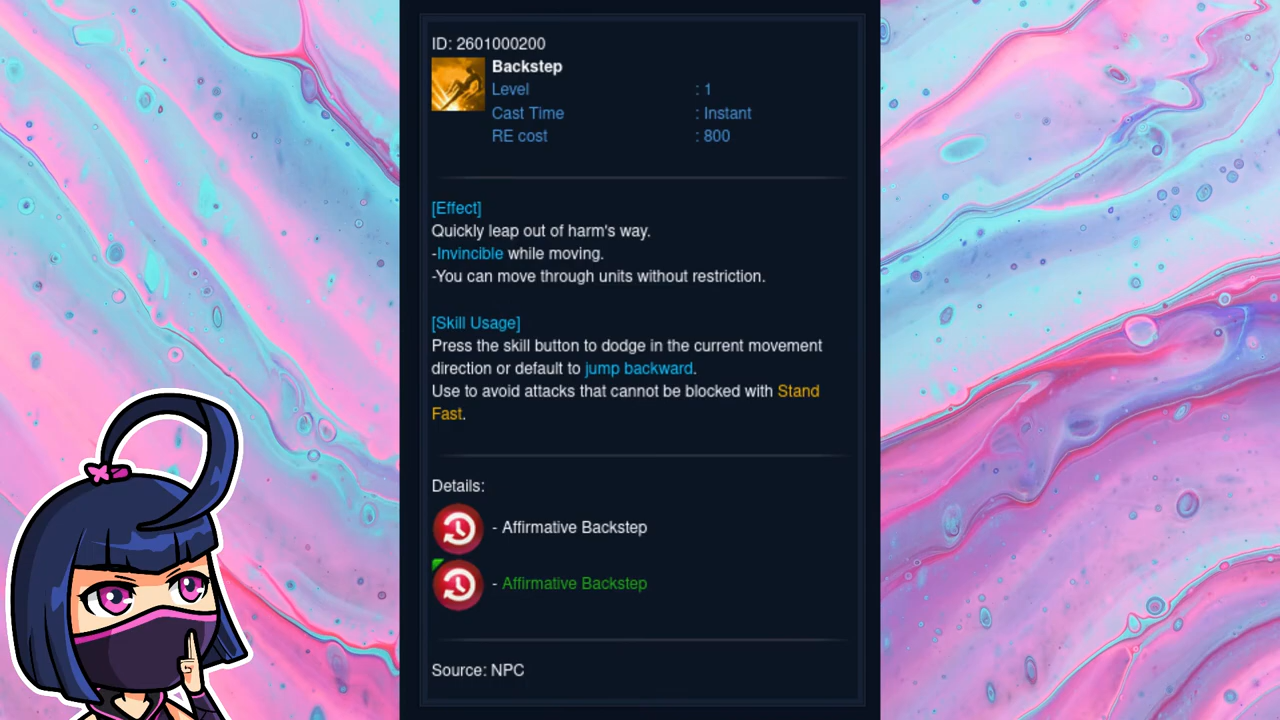 ID: 2601000200
Backstep
Level : 1
Cast Time : Instant
RE cost : 800
[Effect]
Quickly leap out of harm's way.
-Invincible while moving.
-You can move through units without restriction.
[Skill Usage]
Press the skill button to dodge in the current movement
direction or default to jump backward.
Use to avoid attacks that cannot be blocked with Stand
Fast.
Details:
- Affirmative Backstep
- Affirmative Backstep
Source: NPC